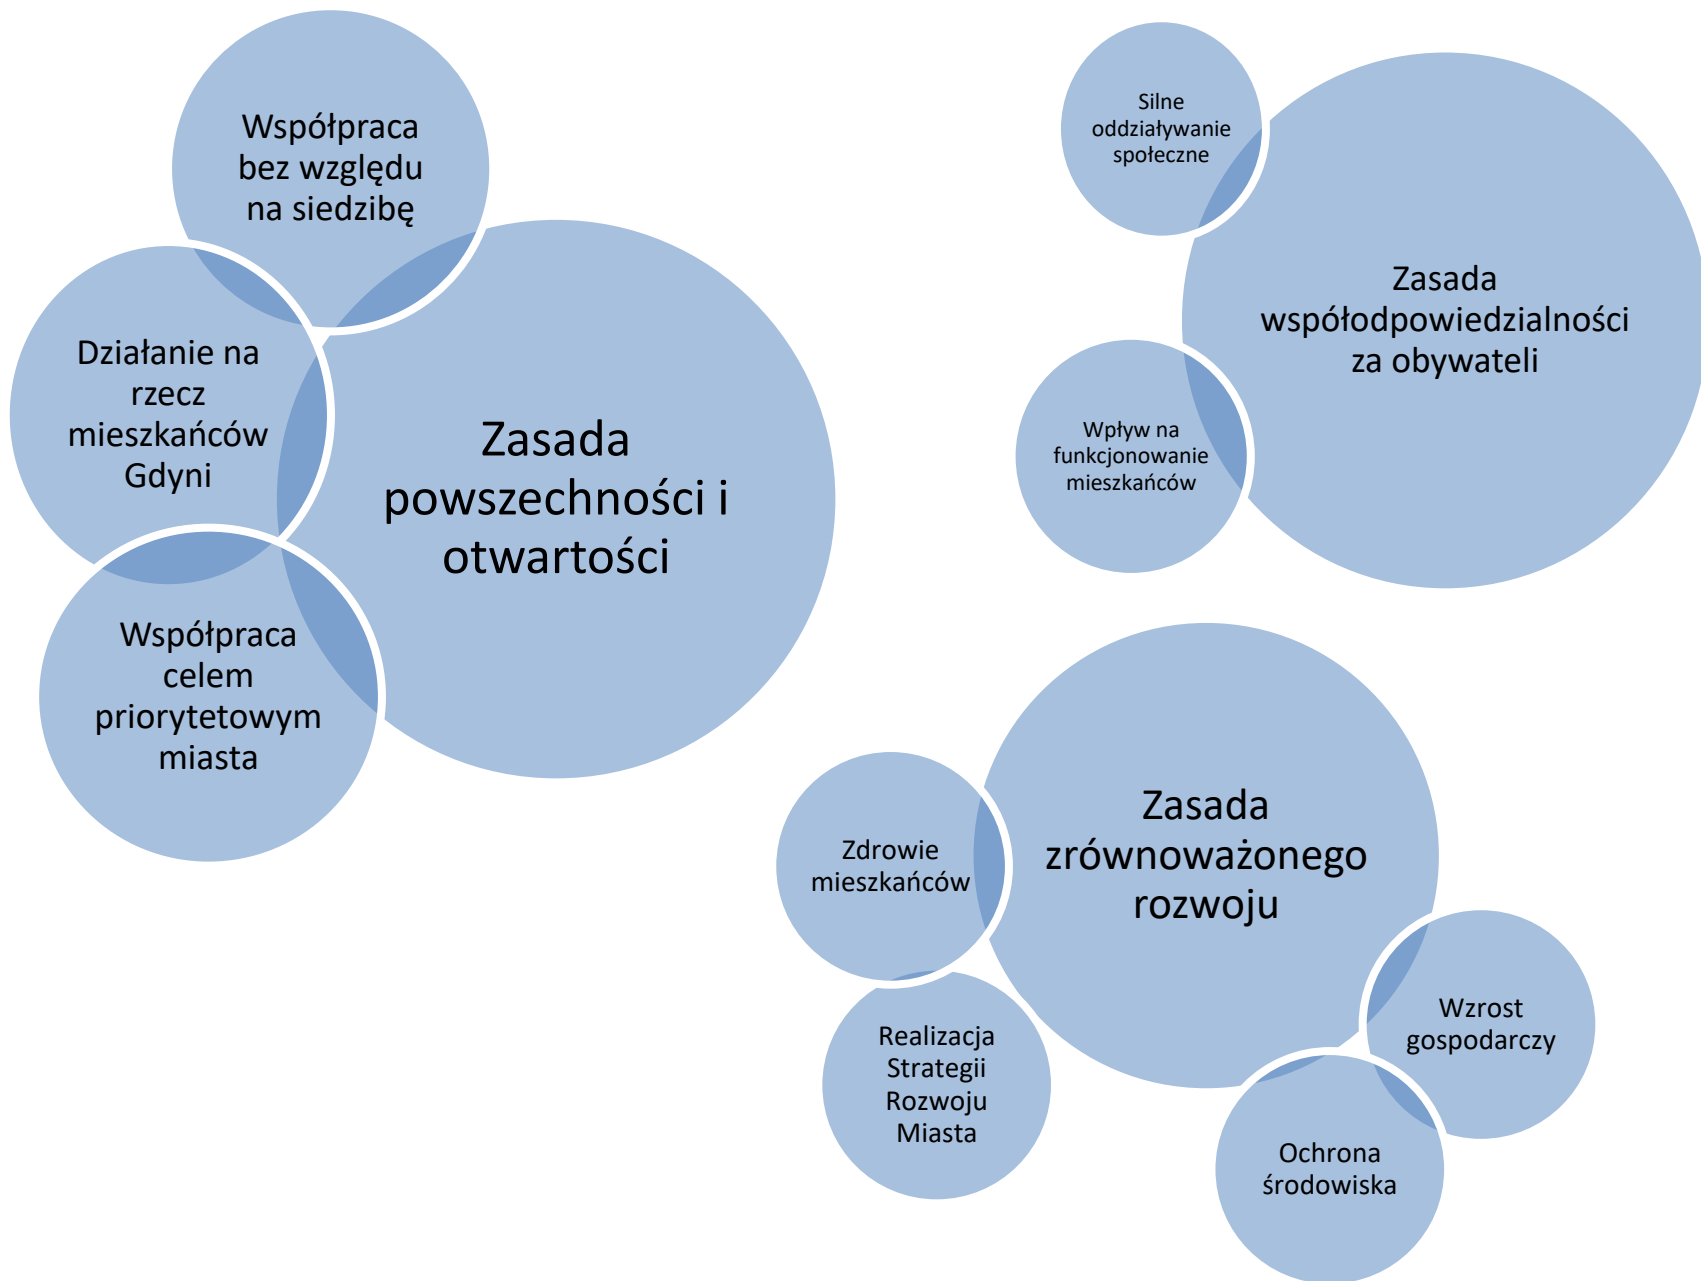 Współpraca
bez względu
na siedzibę
Działanie na
rzecz
mieszkańców
Gdyni
Współpraca
celem
priorytetowym
miasta
Zasada
powszechności i
otwartości
Silne
oddziaływanie
społeczne
Wpływ na
funkcjonowanie
mieszkańców
Zasada
współodpowiedzialności
za obywateli
Zasada
zrównoważonego
rozwoju
Zdrowie
mieszkańców
Realizacja
Strategii
Rozwoju
Miasta
Wzrost
gospodarczy
Ochrona
środowiska